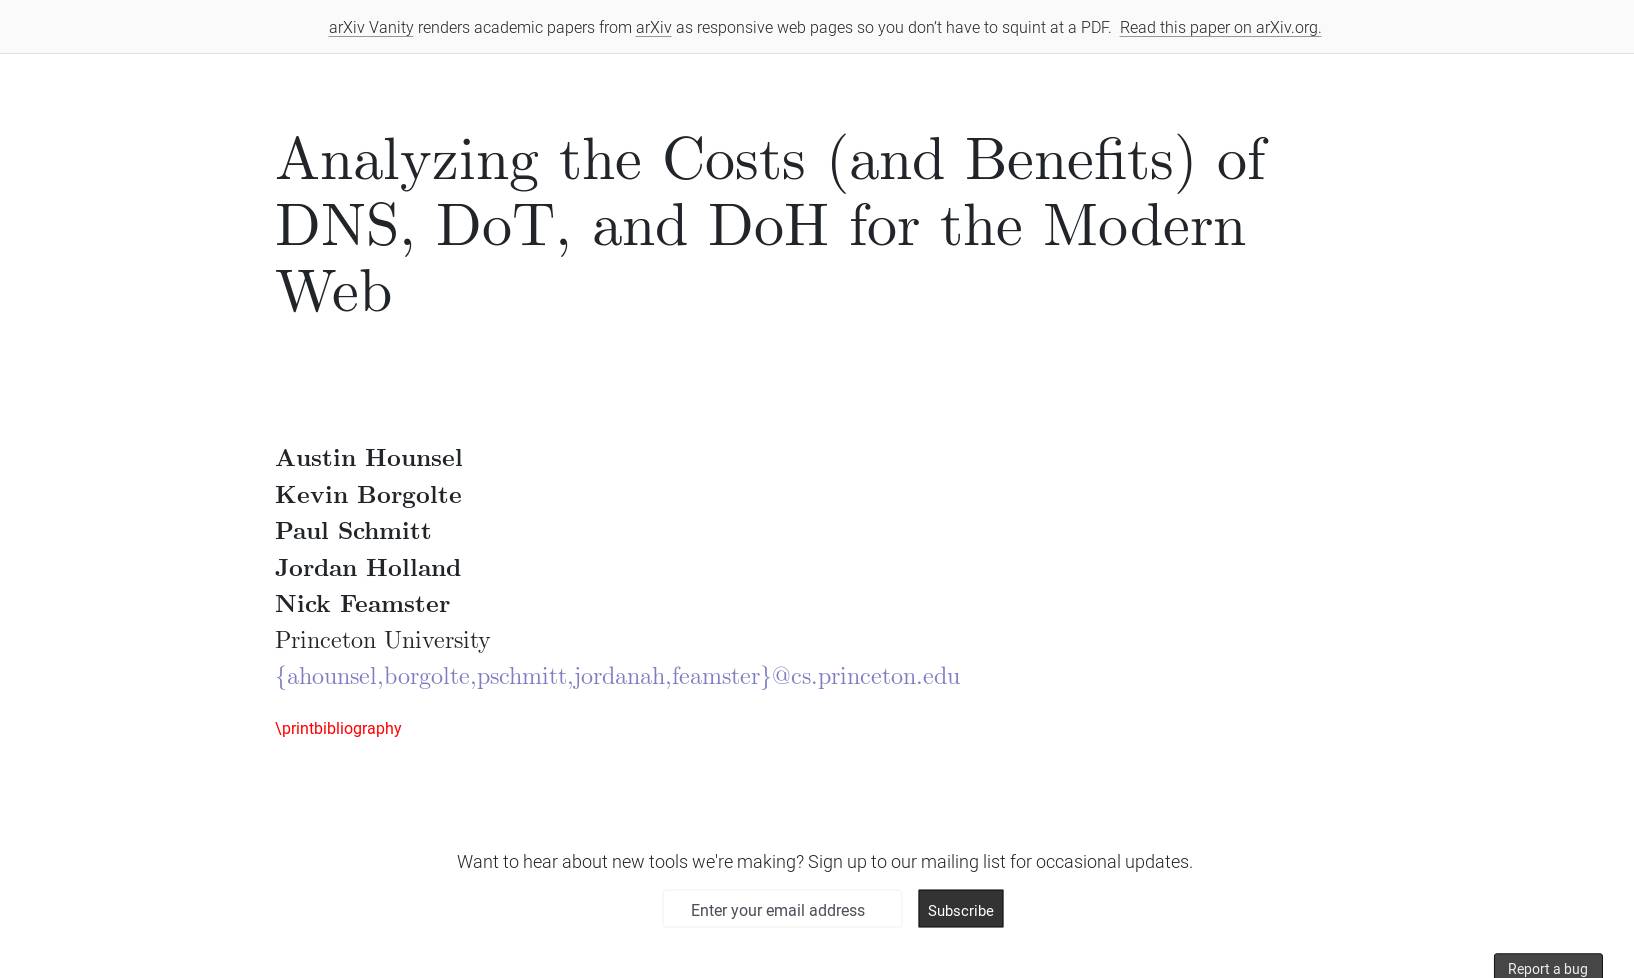 arXiv Vanity renders academic papers from arXiv as responsive web pages so you don’t have to squint at a PDF. Read this paper on arXiv.org.
Analyzing the Costs (and Benefits) of
DNS, DoT, and DoH for the Modern
Web
Austin Hounsel
Kevin Borgolte
Paul Schmitt
Jordan Holland
Nick Feamster
Princeton University
{ahounsel,borgolte,pschmitt,jordanah,feamster}@cs.princeton.edu
\printbibliography
Want to hear about new tools we're making? Sign up to our mailing list for occasional updates.
Enter your email address Subscribe
Report a bug